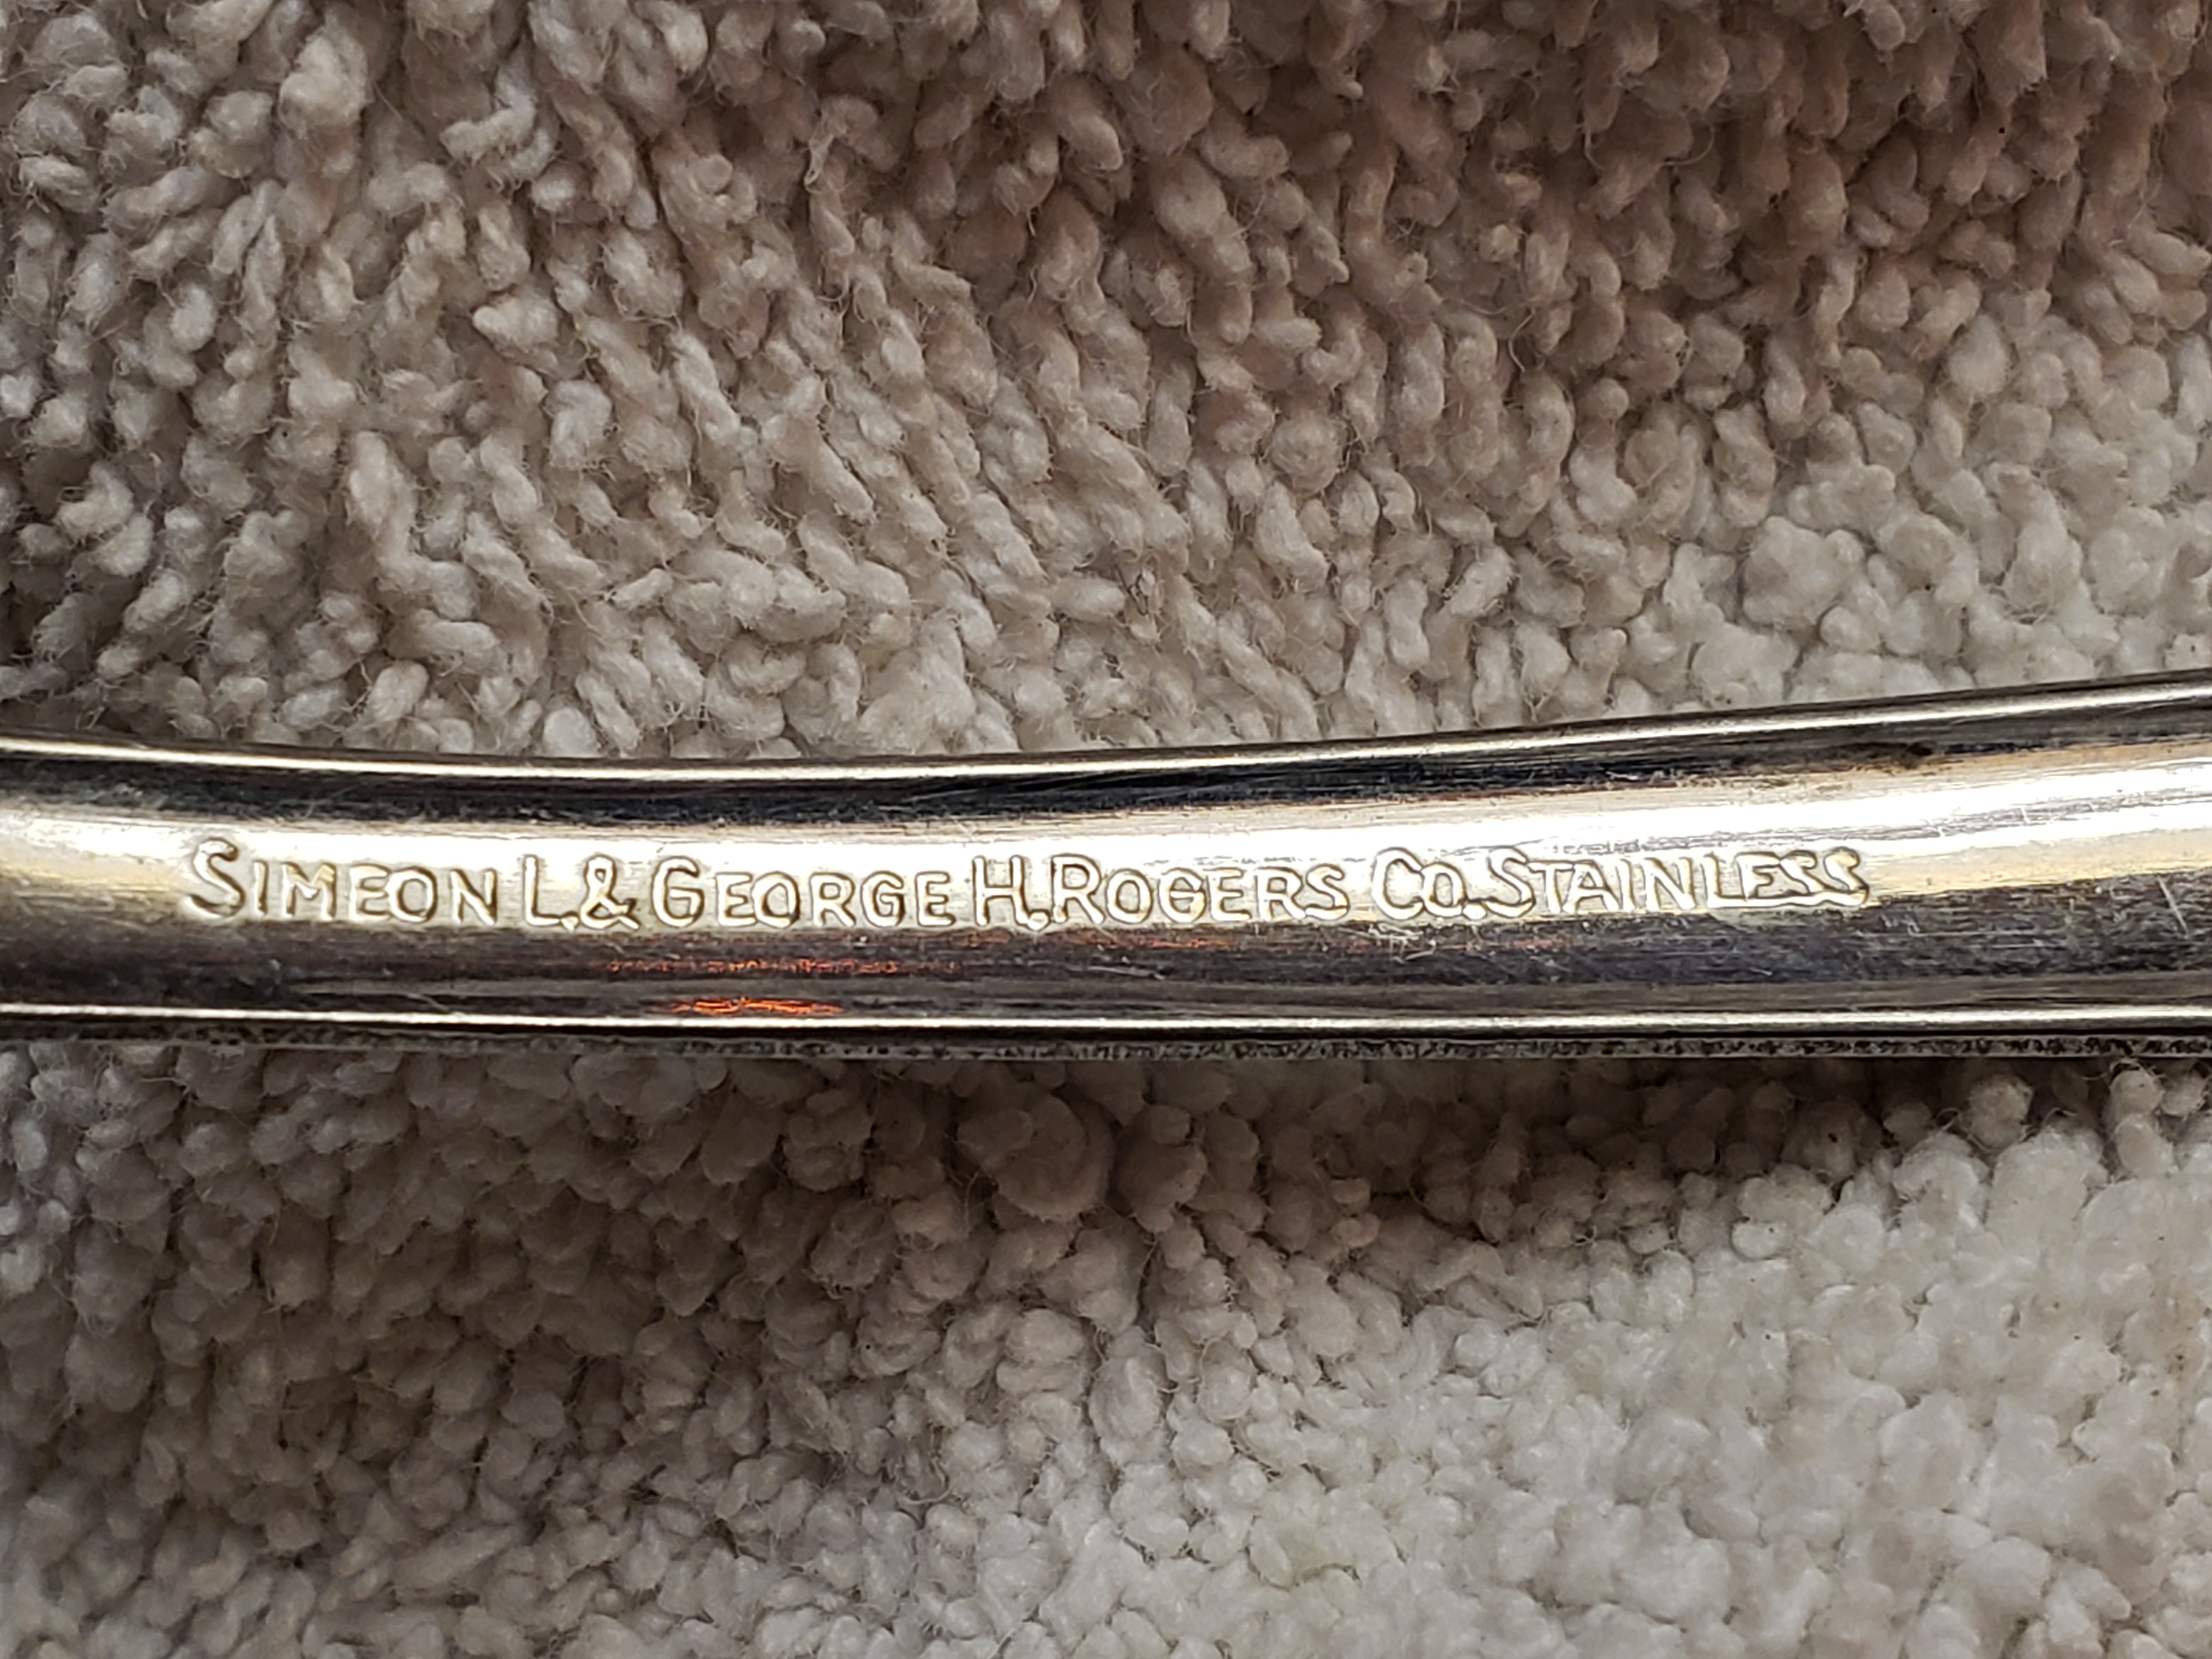 SIMEON L. & GEORGE H. ROGERS CO. STAINLESS